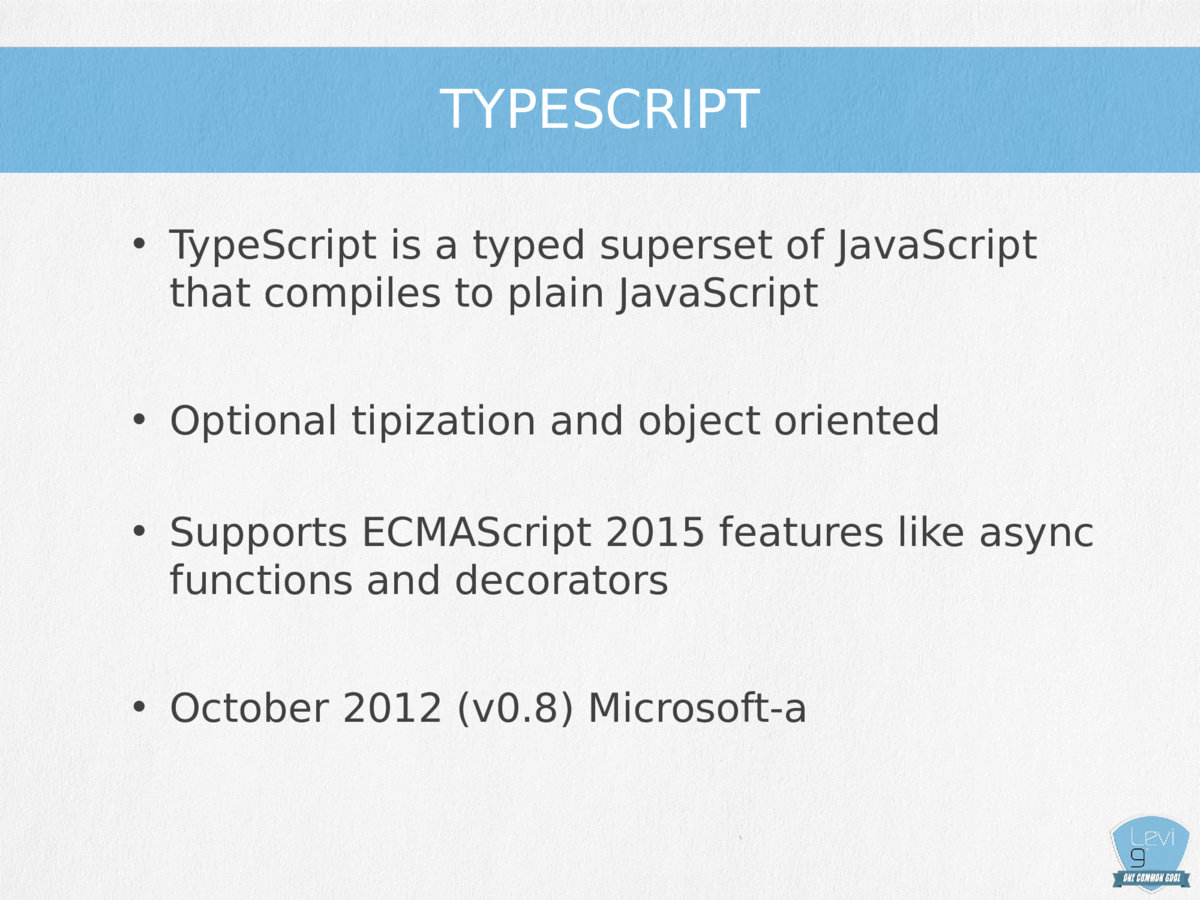 TYPESCRIPT
• TypeScript is a typed superset of JavaScript
that compiles to plain JavaScript
• Optional tipization and object oriented
• Supports ECMAScript 2015 features like async
functions and decorators
• October 2012 (v0.8) Microsoft-a
Levi
9
ONE COMMON GOAL